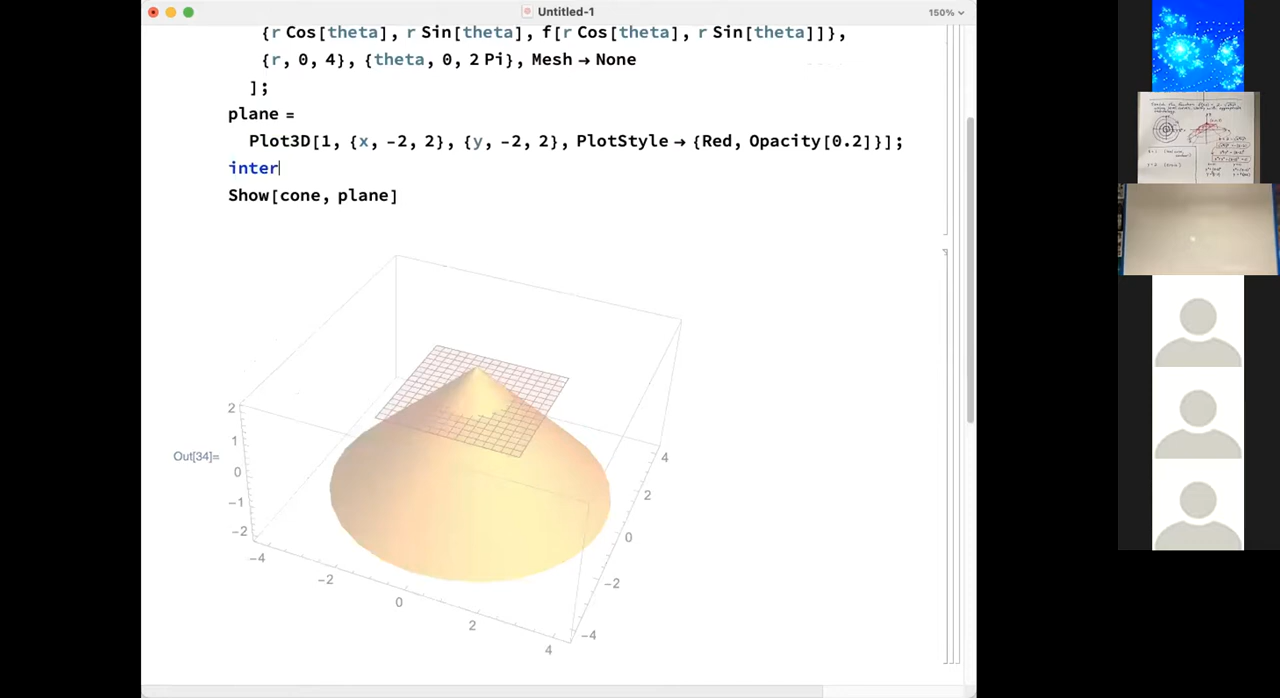 Untitled-1
150%
{r Cos[theta], r Sin[theta], f[r Cos[theta], r Sin[theta]]},
{r, 0, 4}, {theta, 0, 2 Pi}, Mesh → None
];
plane =
Plot3D[1, {x, -2, 2}, {y, -2, 2}, PlotStyle → {Red, Opacity[0.2]}];
inter
Show[cone, plane]
Out[34]=
2
1
0
-1
-2
-4
-2
0
2
4
4
2
0
-2
-4